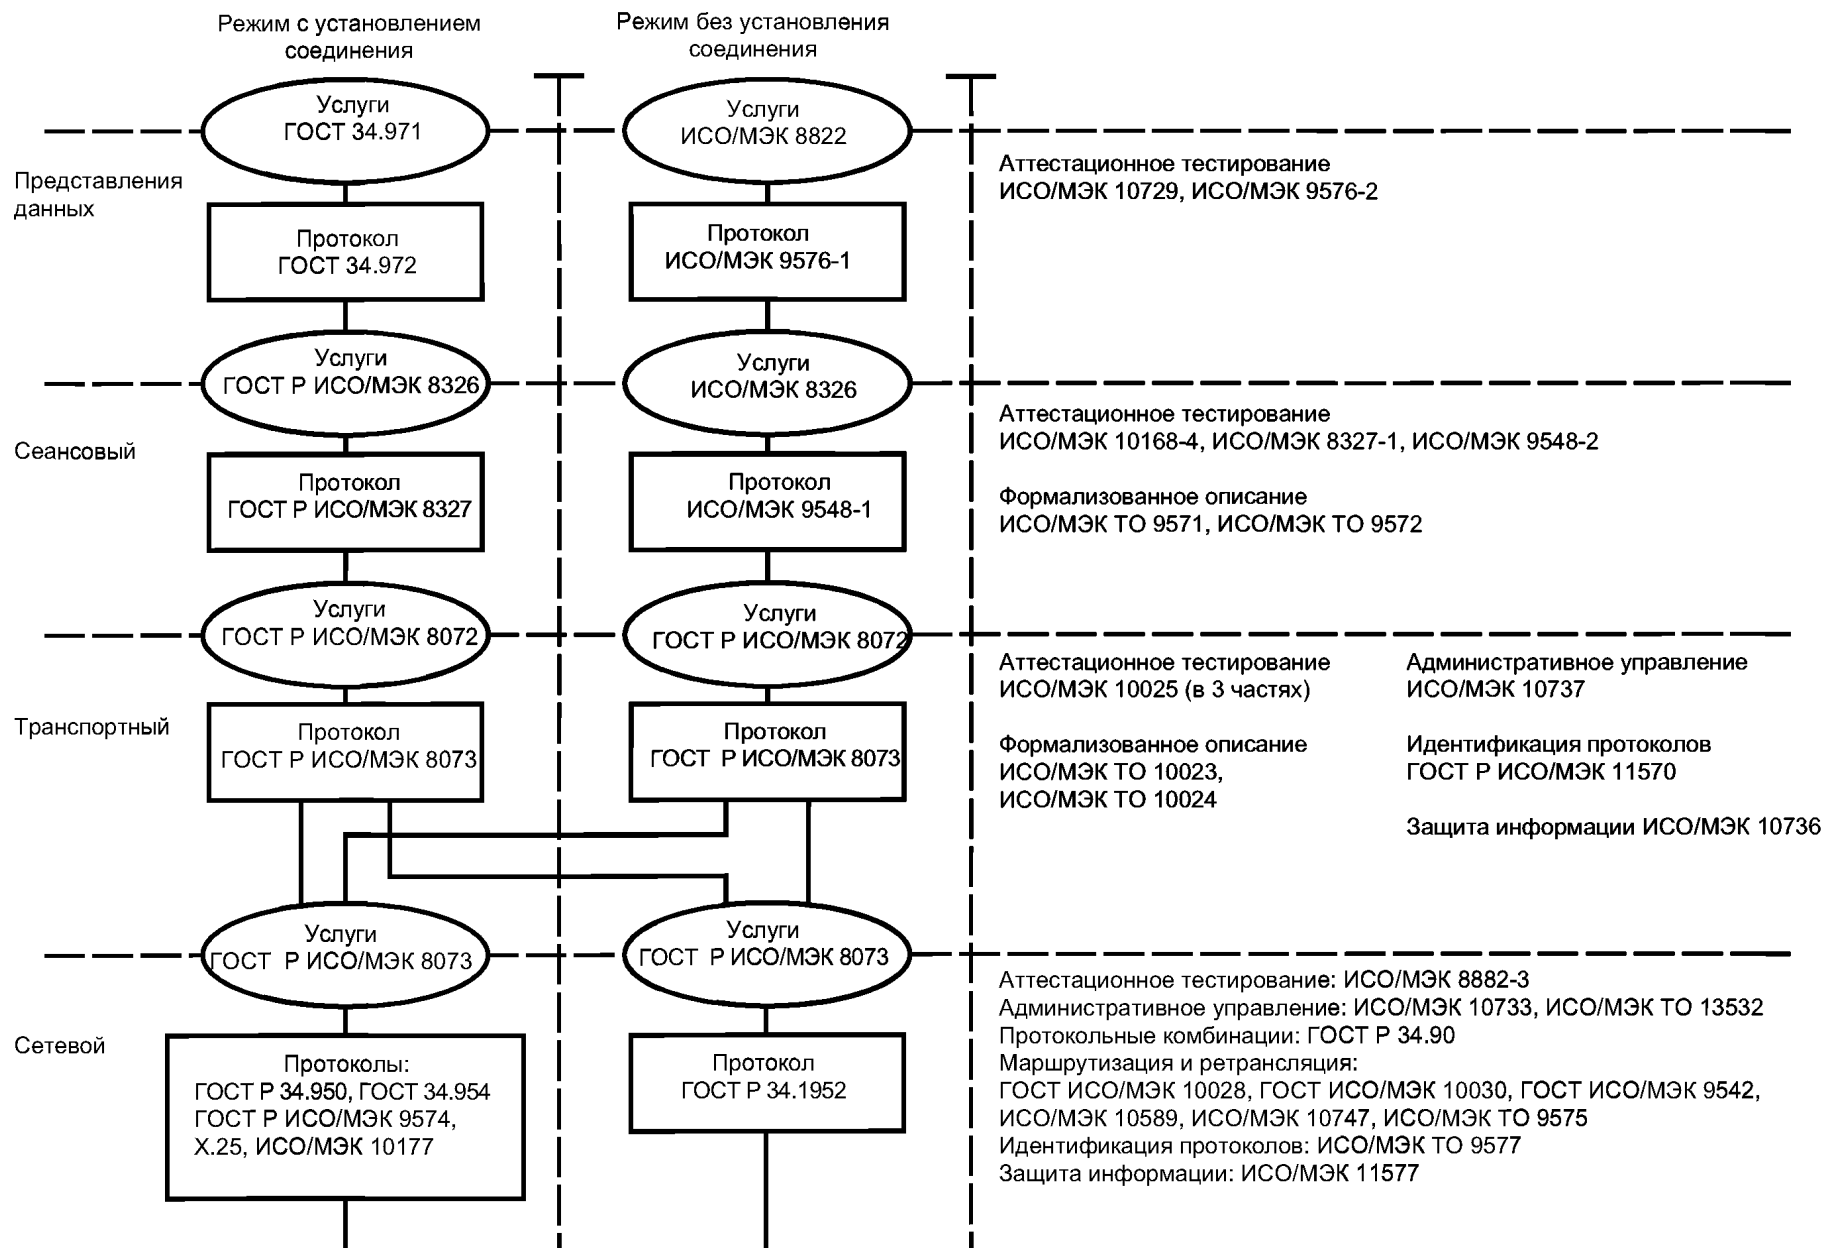 Режим с установлением
соединения
Режим без установления
соединения
Услуги
ГОСТ 34.971
Услуги
ИСО/МЭК 8822
Представления
данных
Аттестационное тестирование
ИСО/МЭК 10729, ИСО/МЭК 9576-2
Протокол
ГОСТ 34.972
Протокол
ИСО/МЭК 9576-1
Услуги
ГОСТ Р ИСО/МЭК 8326
Услуги
ИСО/МЭК 8326
Сеансовый
Аттестационное тестирование
ИСО/МЭК 10168-4, ИСО/МЭК 8327-1, ИСО/МЭК 9548-2
Протокол
ГОСТ Р ИСО/МЭК 8327
Протокол
ИСО/МЭК 9548-1
Формализованное описание
ИСО/МЭК ТО 9571, ИСО/МЭК ТО 9572
Услуги
ГОСТ Р ИСО/МЭК 8072
Услуги
ГОСТ Р ИСО/МЭК 8072
Транспортный
Аттестационное тестирование
ИСО/МЭК 10025 (в 3 частях)
Административное управление
ИСО/МЭК 10737
Протокол
ГОСТ Р ИСО/МЭК 8073
Протокол
ГОСТ Р ИСО/МЭК 8073
Формализованное описание
ИСО/МЭК ТО 10023,
ИСО/МЭК ТО 10024
Идентификация протоколов
ГОСТ Р ИСО/МЭК 11570
Защита информации ИСО/МЭК 10736
Услуги
ГОСТ Р ИСО/МЭК 8073
Услуги
ГОСТ Р ИСО/МЭК 8073
Сетевой
Протоколы:
ГОСТ Р 34.950, ГОСТ 34.954
ГОСТ Р ИСО/МЭК 9574,
Х.25, ИСО/МЭК 10177
Протокол
ГОСТ Р 34.1952
Аттестационное тестирование: ИСО/МЭК 8882-3
Административное управление: ИСО/МЭК 10733, ИСО/МЭК ТО 13532
Протокольные комбинации: ГОСТ Р 34.90
Маршрутизация и ретрансляция:
ГОСТ ИСО/МЭК 10028, ГОСТ ИСО/МЭК 10030, ГОСТ ИСО/МЭК 9542,
ИСО/МЭК 10589, ИСО/МЭК 10747, ИСО/МЭК ТО 9575
Идентификация протоколов: ИСО/МЭК ТО 9577
Защита информации: ИСО/МЭК 11577